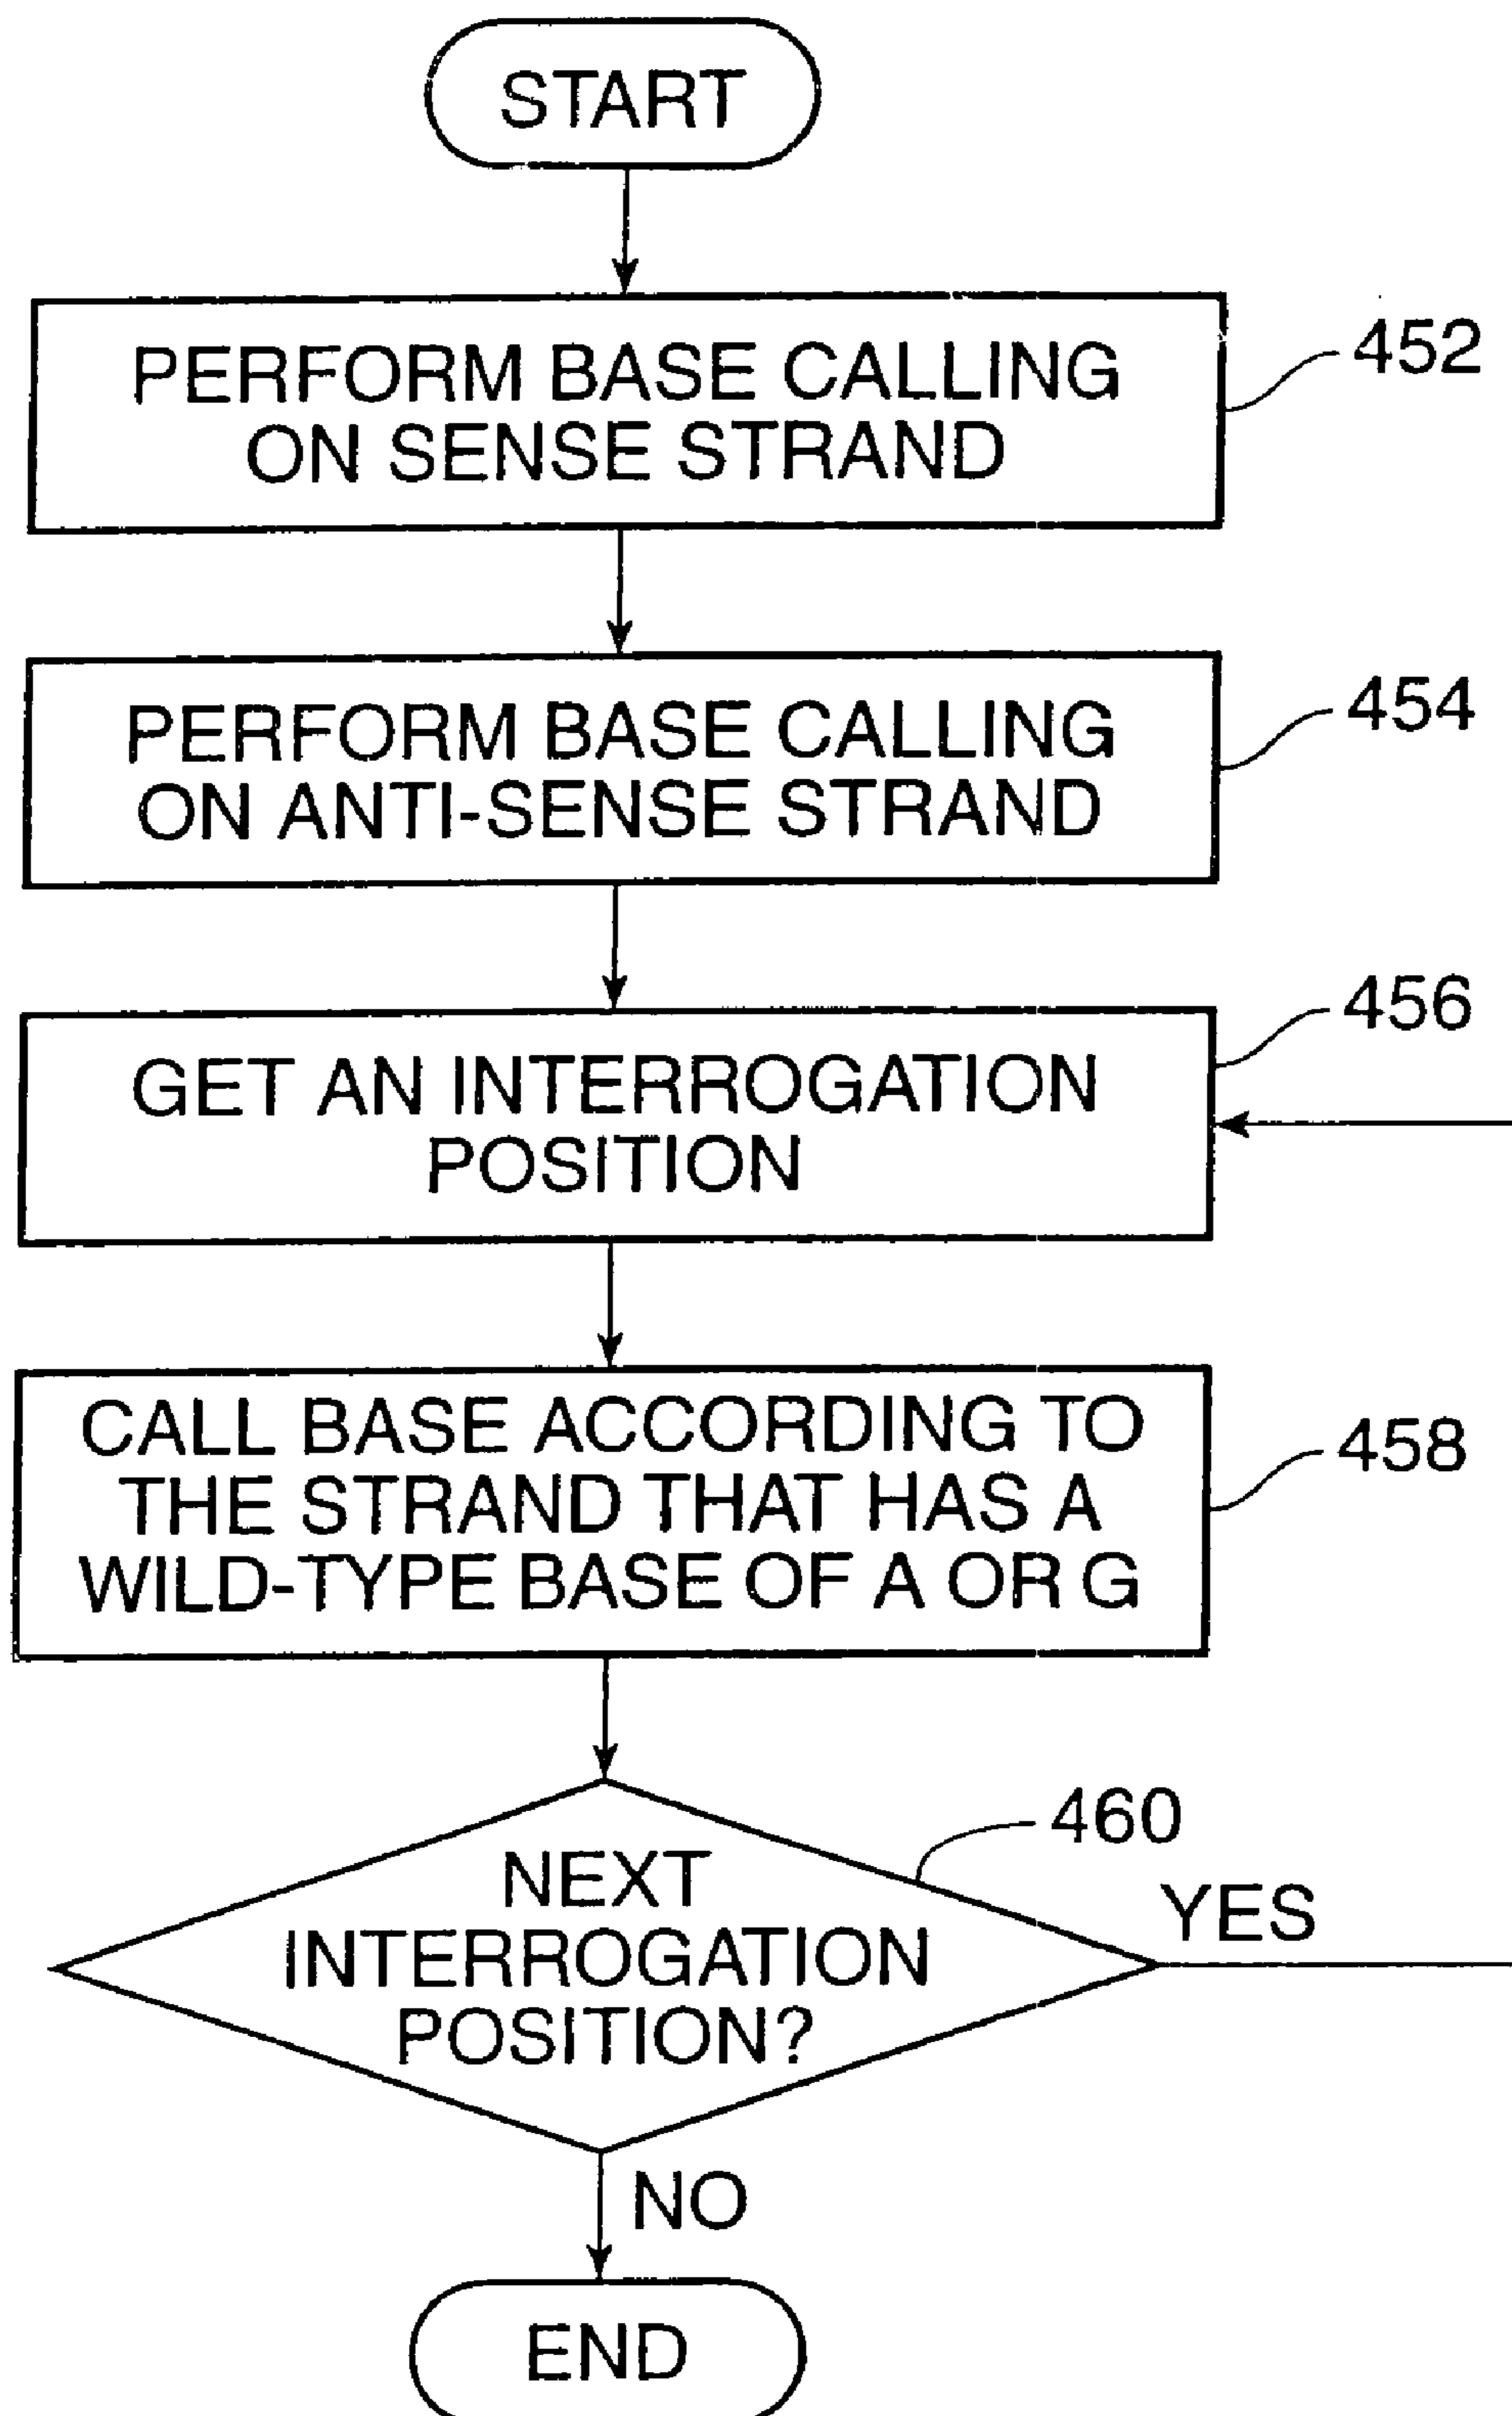 START
PERFORM BASE CALLING
ON SENSE STRAND
452
PERFORM BASE CALLING
ON ANTI-SENSE STRAND
454
GET AN INTERROGATION
POSITION
456
CALL BASE ACCORDING TO
THE STRAND THAT HAS A
WILD-TYPE BASE OF A OR G
458
NEXT
INTERROGATION
POSITION?
460
YES
NO
END